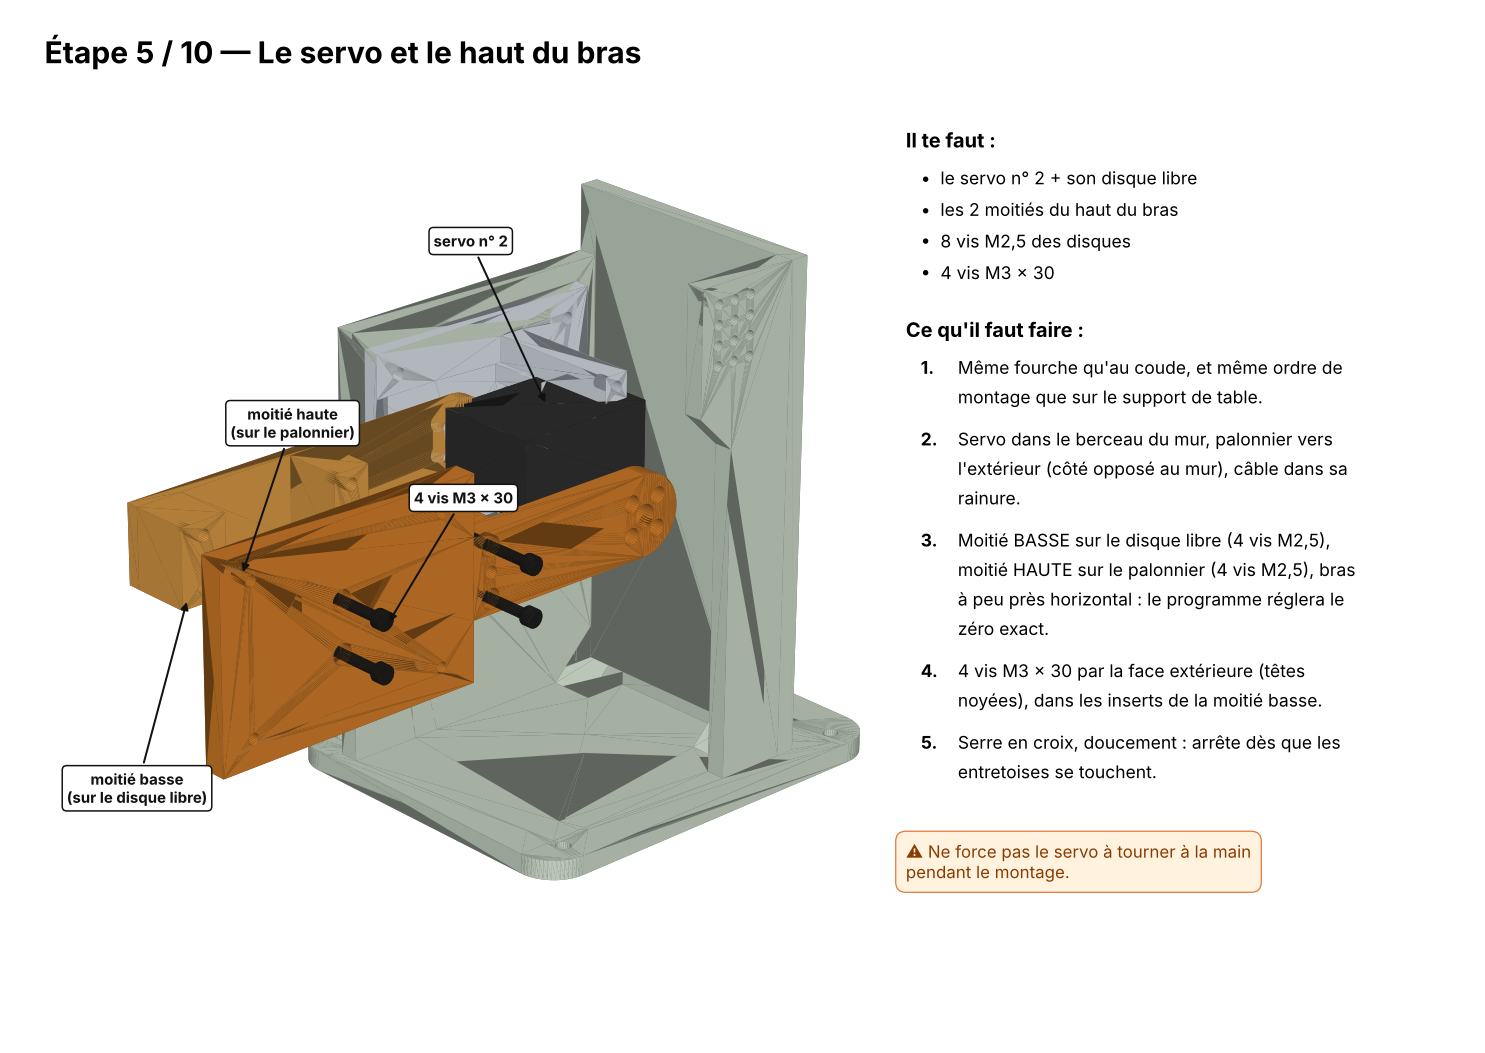 Étape 5 / 10 — Le servo et le haut du bras
servo n° 2
moitié haute
(sur le palonnier)
4 vis M3 × 30
moitié basse
(sur le disque libre)
Il te faut :
• le servo n° 2 + son disque libre
• les 2 moitiés du haut du bras
• 8 vis M2,5 des disques
• 4 vis M3 × 30
Ce qu'il faut faire :
1. Même fourche qu'au coude, et même ordre de
montage que sur le support de table.
2. Servo dans le berceau du mur, palonnier vers
l'extérieur (côté opposé au mur), câble dans sa
rainure.
3. Moitié BASSE sur le disque libre (4 vis M2,5),
moitié HAUTE sur le palonnier (4 vis M2,5), bras
à peu près horizontal : le programme réglera le
zéro exact.
4. 4 vis M3 × 30 par la face extérieure (têtes
noyées), dans les inserts de la moitié basse.
5. Serre en croix, doucement : arrête dès que les
entretoises se touchent.
⚠ Ne force pas le servo à tourner à la main
pendant le montage.